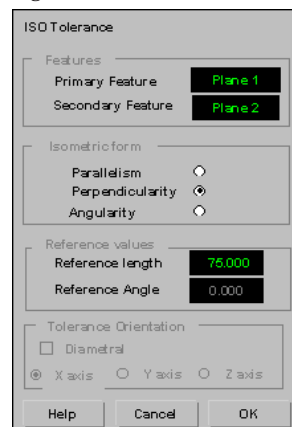 ISO Tolerance
Features
Primary Feature Plane 1
Secondary Feature Plane 2
Isometric form
Parallelism
Perpendicularity
Angularity
Reference values
Reference length 75.000
Reference Angle 0.000
Tolerance Orientation
Diametral
X axis Y axis Z axis
Help Cancel OK